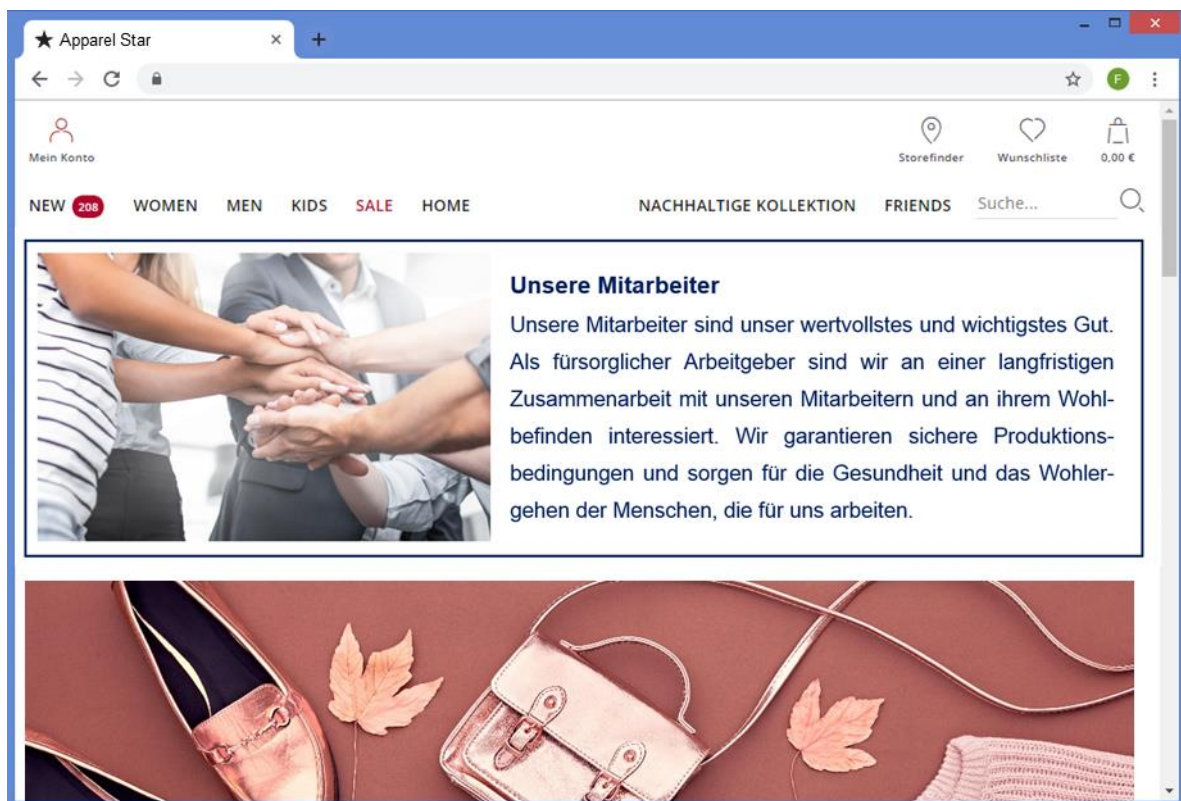 Apparel Star
F
Mein Konto
Storefinder
Wunschliste
0,00 €
NEW 208 WOMEN MEN KIDS SALE HOME NACHHALTIGE KOLLEKTION FRIENDS Suche...
Unsere Mitarbeiter
Unsere Mitarbeiter sind unser wertvollstes und wichtigstes Gut.
Als fürsorglicher Arbeitgeber sind wir an einer langfristigen
Zusammenarbeit mit unseren Mitarbeitern und an ihrem Wohl-
befinden interessiert. Wir garantieren sichere Produktions-
bedingungen und sorgen für die Gesundheit und das Wohler-
gehen der Menschen, die für uns arbeiten.